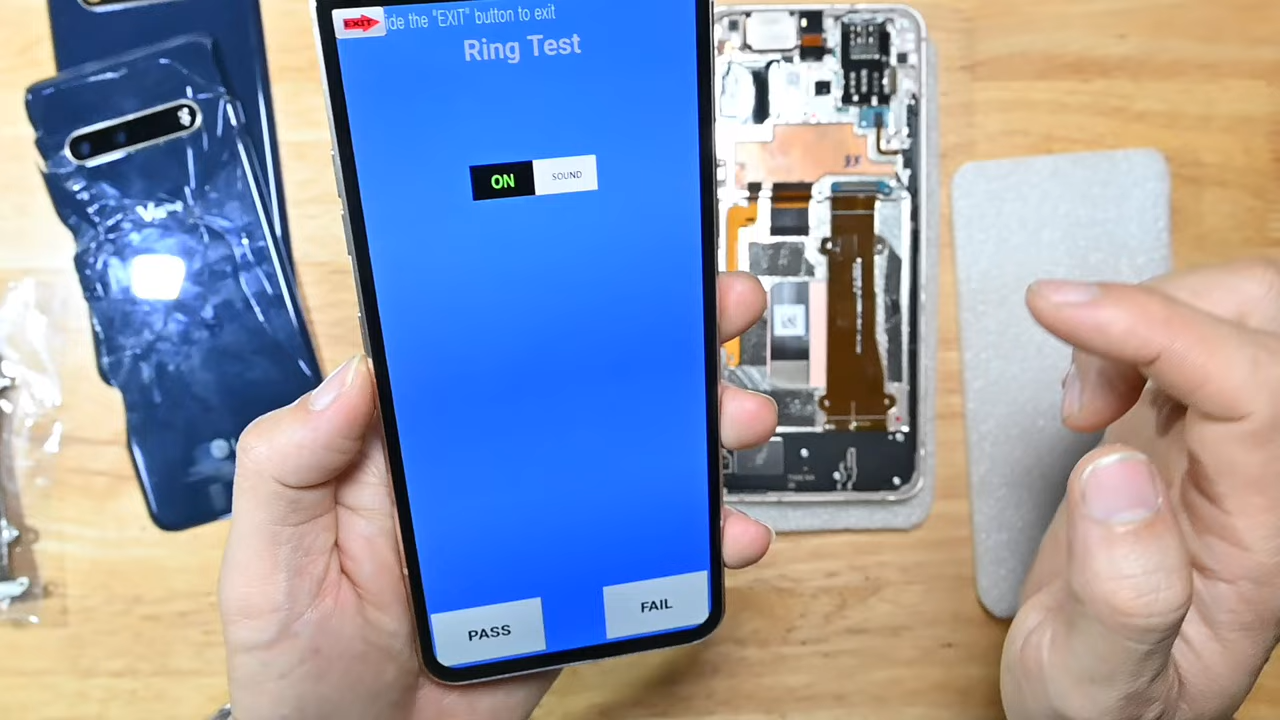 EXIT ide the "EXIT" button to exit
Ring Test
ON SOUND
PASS FAIL